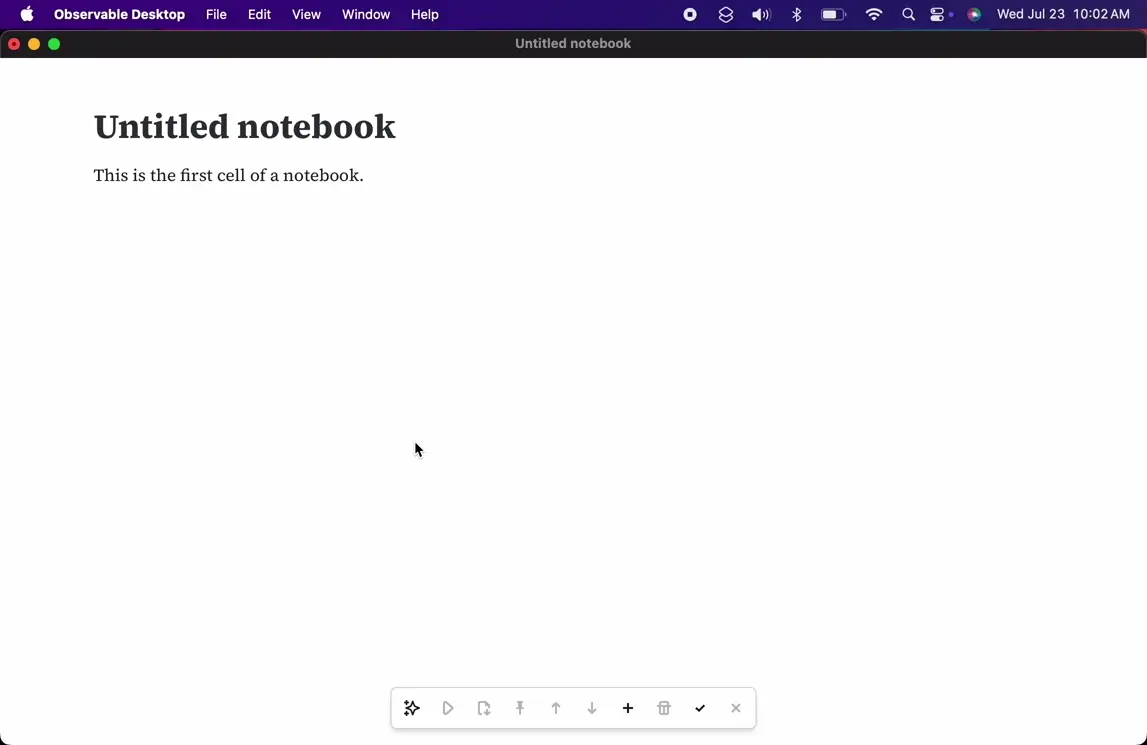 Observable Desktop File Edit View Window Help Wed Jul 23 10:02 AM
Untitled notebook
Untitled notebook
This is the first cell of a notebook.